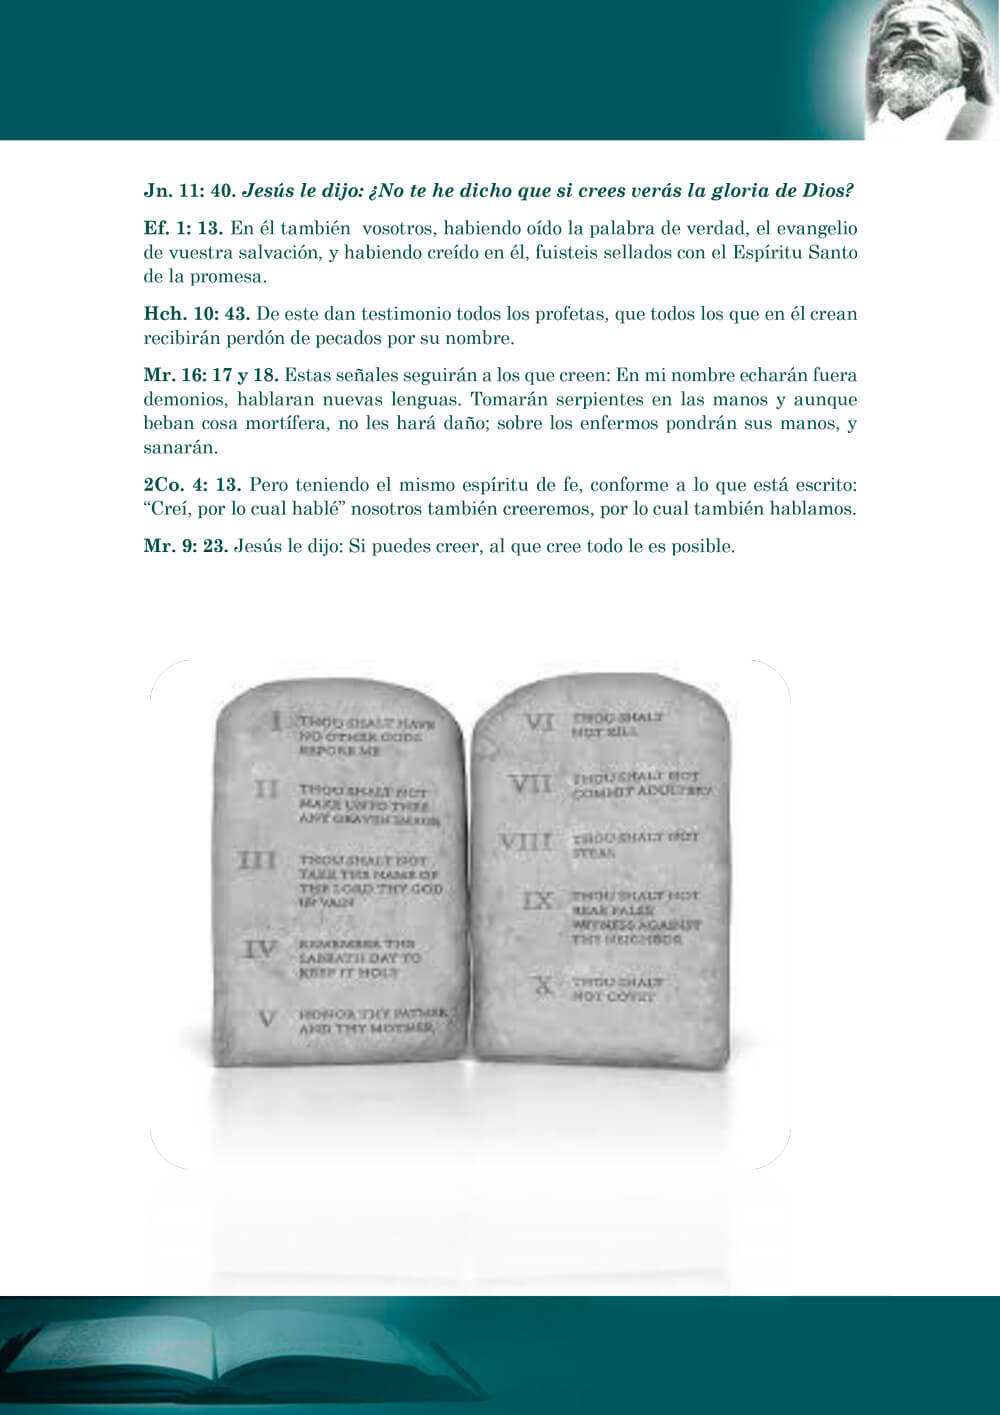 Jn. 11: 40. Jesús le dijo: ¿No te he dicho que si crees verás la gloria de Dios?
Ef. 1: 13. En él también  vosotros, habiendo oído la palabra de verdad, el evangelio
de vuestra salvación, y habiendo creído en él, fuisteis sellados con el Espíritu Santo
de la promesa.
Hch. 10: 43. De este dan testimonio todos los profetas, que todos los que en él crean
recibirán perdón de pecados por su nombre.
Mr. 16: 17 y 18. Estas señales seguirán a los que creen: En mi nombre echarán fuera
demonios, hablaran nuevas lenguas. Tomarán serpientes en las manos y aunque
beban cosa mortífera, no les hará daño; sobre los enfermos pondrán sus manos, y
sanarán.
2Co. 4: 13. Pero teniendo el mismo espíritu de fe, conforme a lo que está escrito:
“Creí, por lo cual hablé” nosotros también creeremos, por lo cual también hablamos.
Mr. 9: 23. Jesús le dijo: Si puedes creer, al que cree todo le es posible.
I THOU SHALT HAVE
NO OTHER GODS
BEFORE ME
II THOU SHALT NOT
MAKE UNTO THEE
ANY GRAVEN IMAGE
III THOU SHALT NOT
TAKE THE NAME OF
THE LORD THY GOD
IN VAIN
IV REMEMBER THE
SABBATH DAY TO
KEEP IT HOLY
V HONOR THY FATHER
AND THY MOTHER
VI THOU SHALT
NOT KILL
VII THOU SHALT NOT
COMMIT ADULTERY
VIII THOU SHALT NOT
STEAL
IX THOU SHALT NOT
BEAR FALSE
WITNESS AGAINST
THY NEIGHBOR
X THOU SHALT
NOT COVET